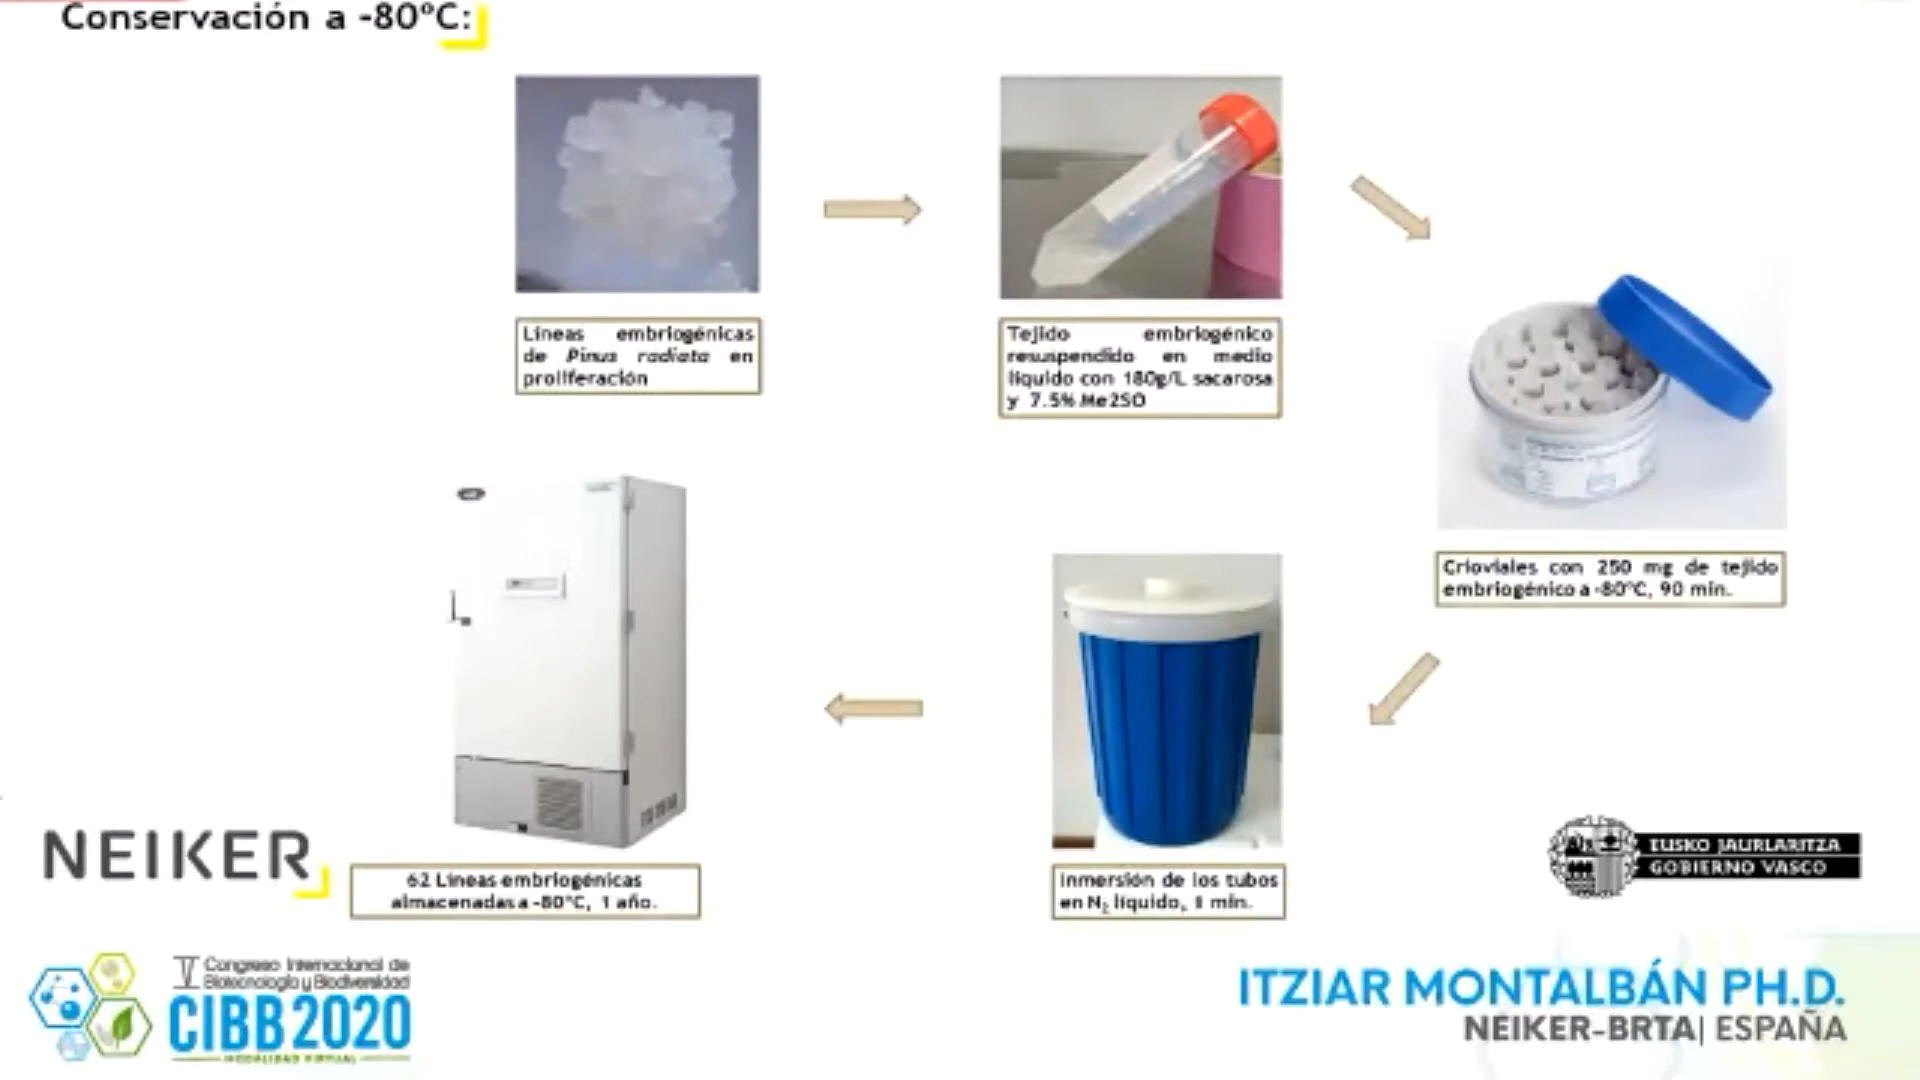 Conservación a -80ºC:
Líneas embriogénicas
de Pinus radiata en
proliferación
Tejido embriogénico
resuspendido en medio
líquido con 180g/L sacarosa
y 7.5% Me2SO
Crioviales con 250 mg de tejido
embriogénico a -80ºC, 90 min.
Inmersión de los tubos
en N₂ líquido, 1 min.
62 Líneas embriogénicas
almacenadas a -80ºC, 1 año.
NEIKER
EUSKO JAURLARITZA
GOBIERNO VASCO
V Congreso Internacional de
Biotecnología y Biodiversidad
CIBB2020
MODALIDAD VIRTUAL
ITZIAR MONTALBÁN PH.D.
NEIKER-BRTA| ESPAÑA